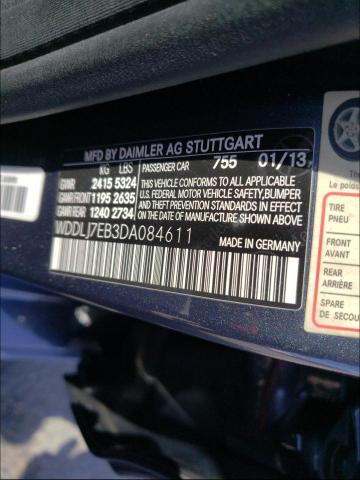 MFD BY DAIMLER AG STUTTGART
KG LBS
GVWR 2415 5324
GAWR/FRONT 1195 2635
GAWR/REAR 1240 2734
PASSENGER CAR 755 01/13
THIS VEHICLE CONFORMS TO ALL APPLICABLE
U.S. FEDERAL MOTOR VEHICLE SAFETY, BUMPER
AND THEFT PREVENTION STANDARDS IN EFFECT
ON THE DATE OF MANUFACTURE SHOWN ABOVE.
WDDLJ7EB3DA084611
MADE IN GERMANY
Le
TIRE
PNEU
FRONT
AVANT
REAR
ARRIÈRE
SPARE
DE